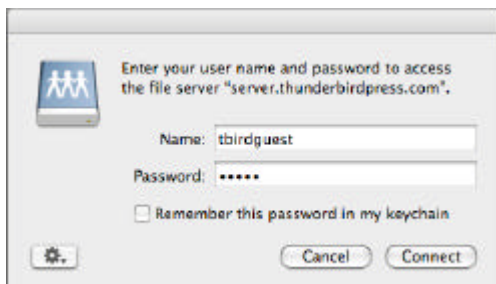 Enter your user name and password to access
the file server "server.thunderbirdpress.com".
Name: tbirdguest
Password: •••••
Remember this password in my keychain
Cancel Connect